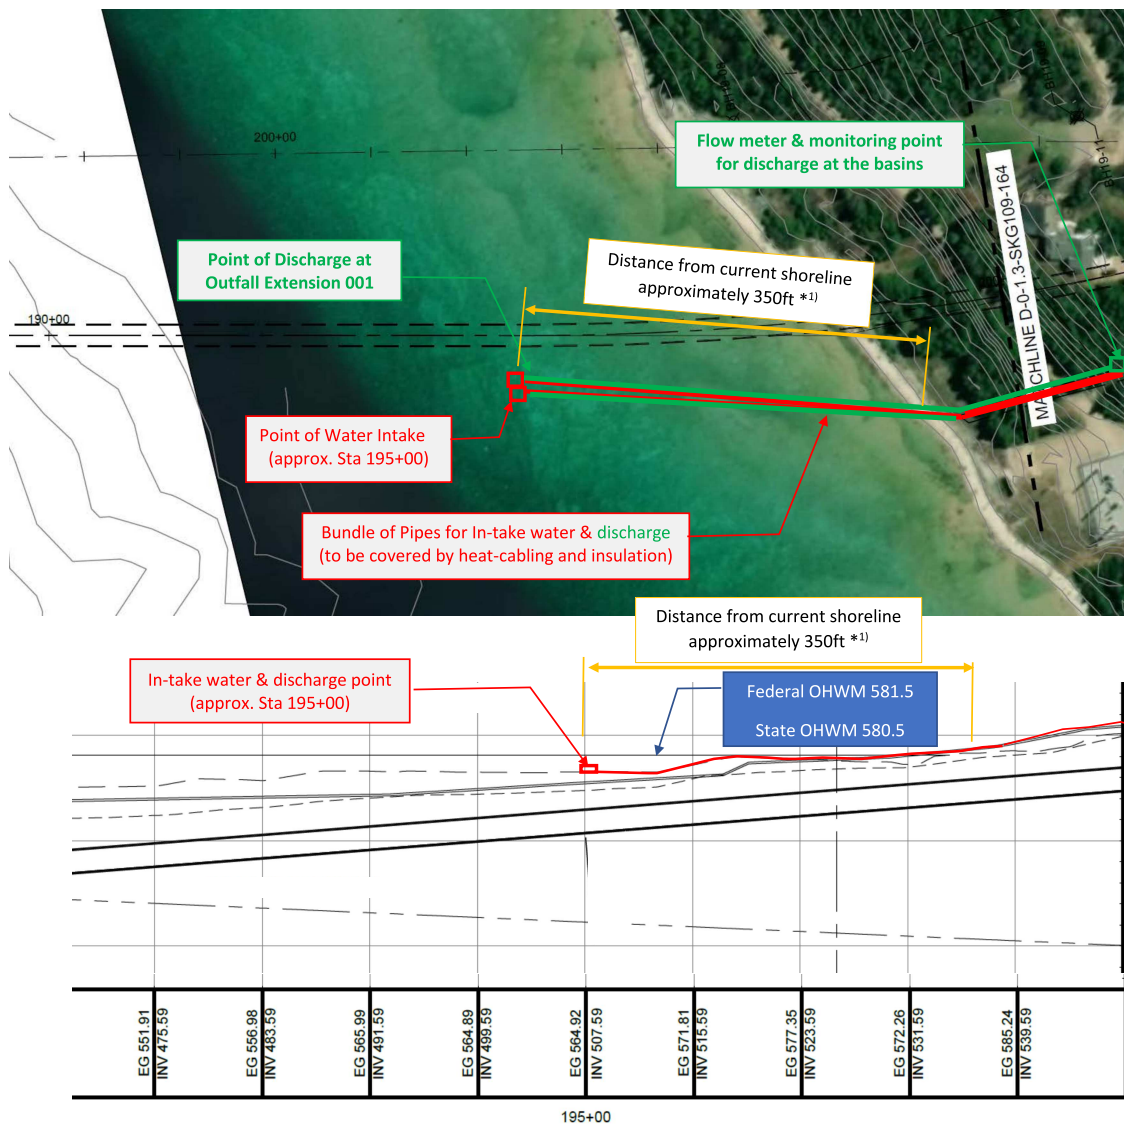 200+00
Flow meter & monitoring point
for discharge at the basins
BH19-11
MATCHLINE D-0-1.3-SKG109-164
Point of Discharge at
Outfall Extension 001
Distance from current shoreline
approximately 350ft *1)
190+00
Point of Water Intake
(approx. Sta 195+00)
Bundle of Pipes for In-take water & discharge
(to be covered by heat-cabling and insulation)
Distance from current shoreline
approximately 350ft *1)
In-take water & discharge point
(approx. Sta 195+00)
Federal OHWM 581.5
State OHWM 580.5
EG 551.91
INV 475.59
EG 556.98
INV 483.59
EG 565.99
INV 491.59
EG 564.89
INV 499.59
EG 564.92
INV 507.59
EG 571.81
INV 515.59
EG 577.35
INV 523.59
EG 572.26
INV 531.59
EG 585.24
INV 539.59
195+00